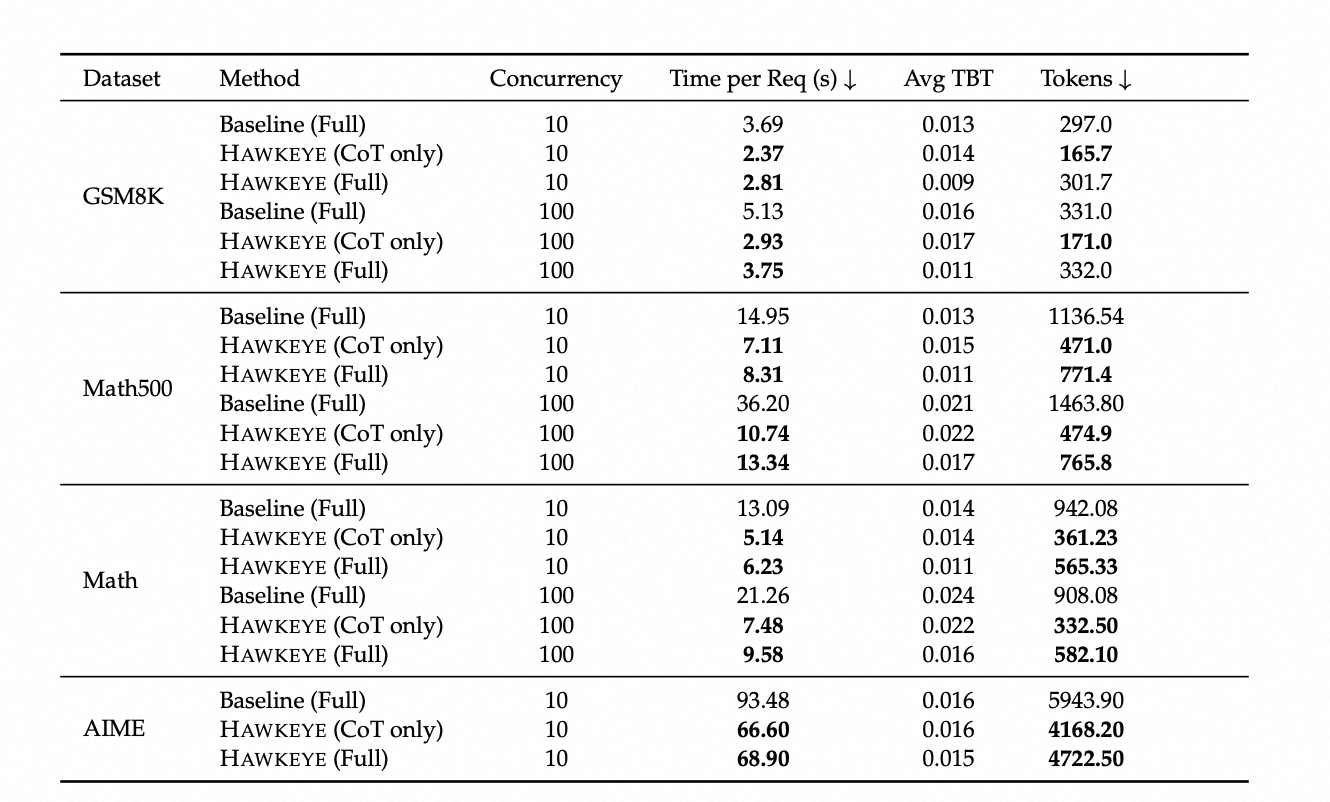 Dataset Method Concurrency Time per Req (s) ↓ Avg TBT Tokens ↓
Baseline (Full) 10 3.69 0.013 297.0
HAWKEYE (CoT only) 10 2.37 0.014 165.7
HAWKEYE (Full) 10 2.81 0.009 301.7
GSM8K
Baseline (Full) 100 5.13 0.016 331.0
HAWKEYE (CoT only) 100 2.93 0.017 171.0
HAWKEYE (Full) 100 3.75 0.011 332.0
Baseline (Full) 10 14.95 0.013 1136.54
HAWKEYE (CoT only) 10 7.11 0.015 471.0
HAWKEYE (Full) 10 8.31 0.011 771.4
Math500
Baseline (Full) 100 36.20 0.021 1463.80
HAWKEYE (CoT only) 100 10.74 0.022 474.9
HAWKEYE (Full) 100 13.34 0.017 765.8
Baseline (Full) 10 13.09 0.014 942.08
HAWKEYE (CoT only) 10 5.14 0.014 361.23
HAWKEYE (Full) 10 6.23 0.011 565.33
Math
Baseline (Full) 100 21.26 0.024 908.08
HAWKEYE (CoT only) 100 7.48 0.022 332.50
HAWKEYE (Full) 100 9.58 0.016 582.10
Baseline (Full) 10 93.48 0.016 5943.90
AIME HAWKEYE (CoT only) 10 66.60 0.016 4168.20
HAWKEYE (Full) 10 68.90 0.015 4722.50